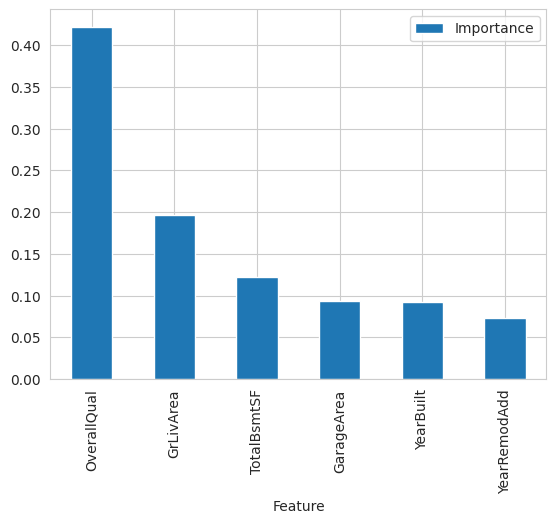 Importance
0.40
0.35
0.30
0.25
0.20
0.15
0.10
0.05
0.00
OverallQual
GrLivArea
TotalBsmtSF
GarageArea
YearBuilt
YearRemodAdd
Feature